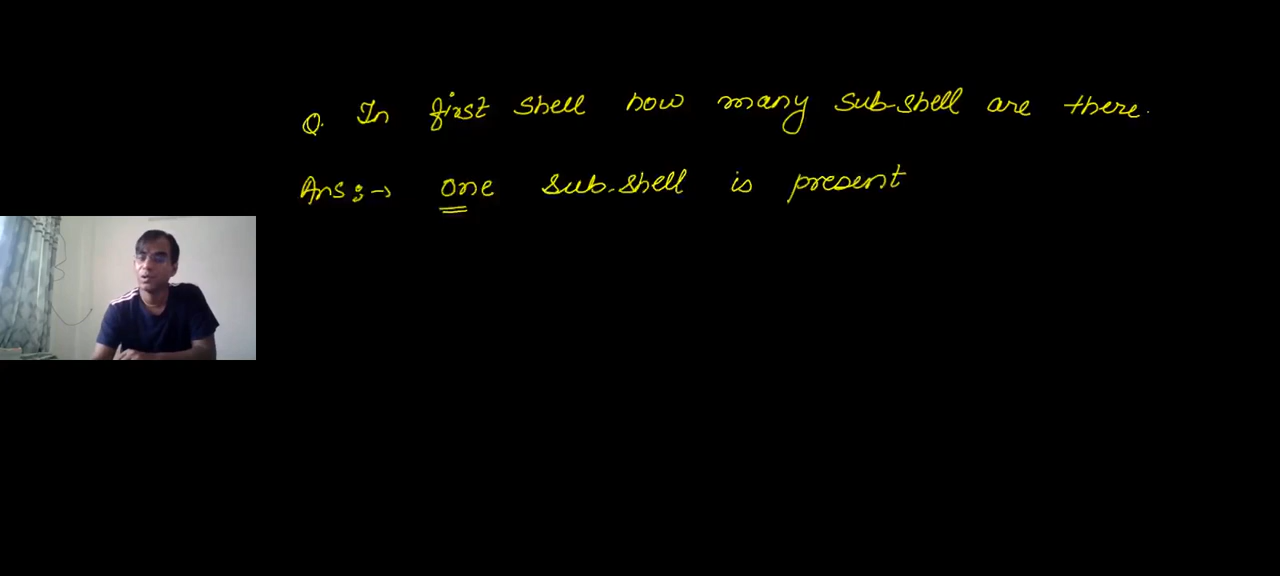 Q. In first shell how many sub-shell are there.
Ans:→ one sub-shell is present